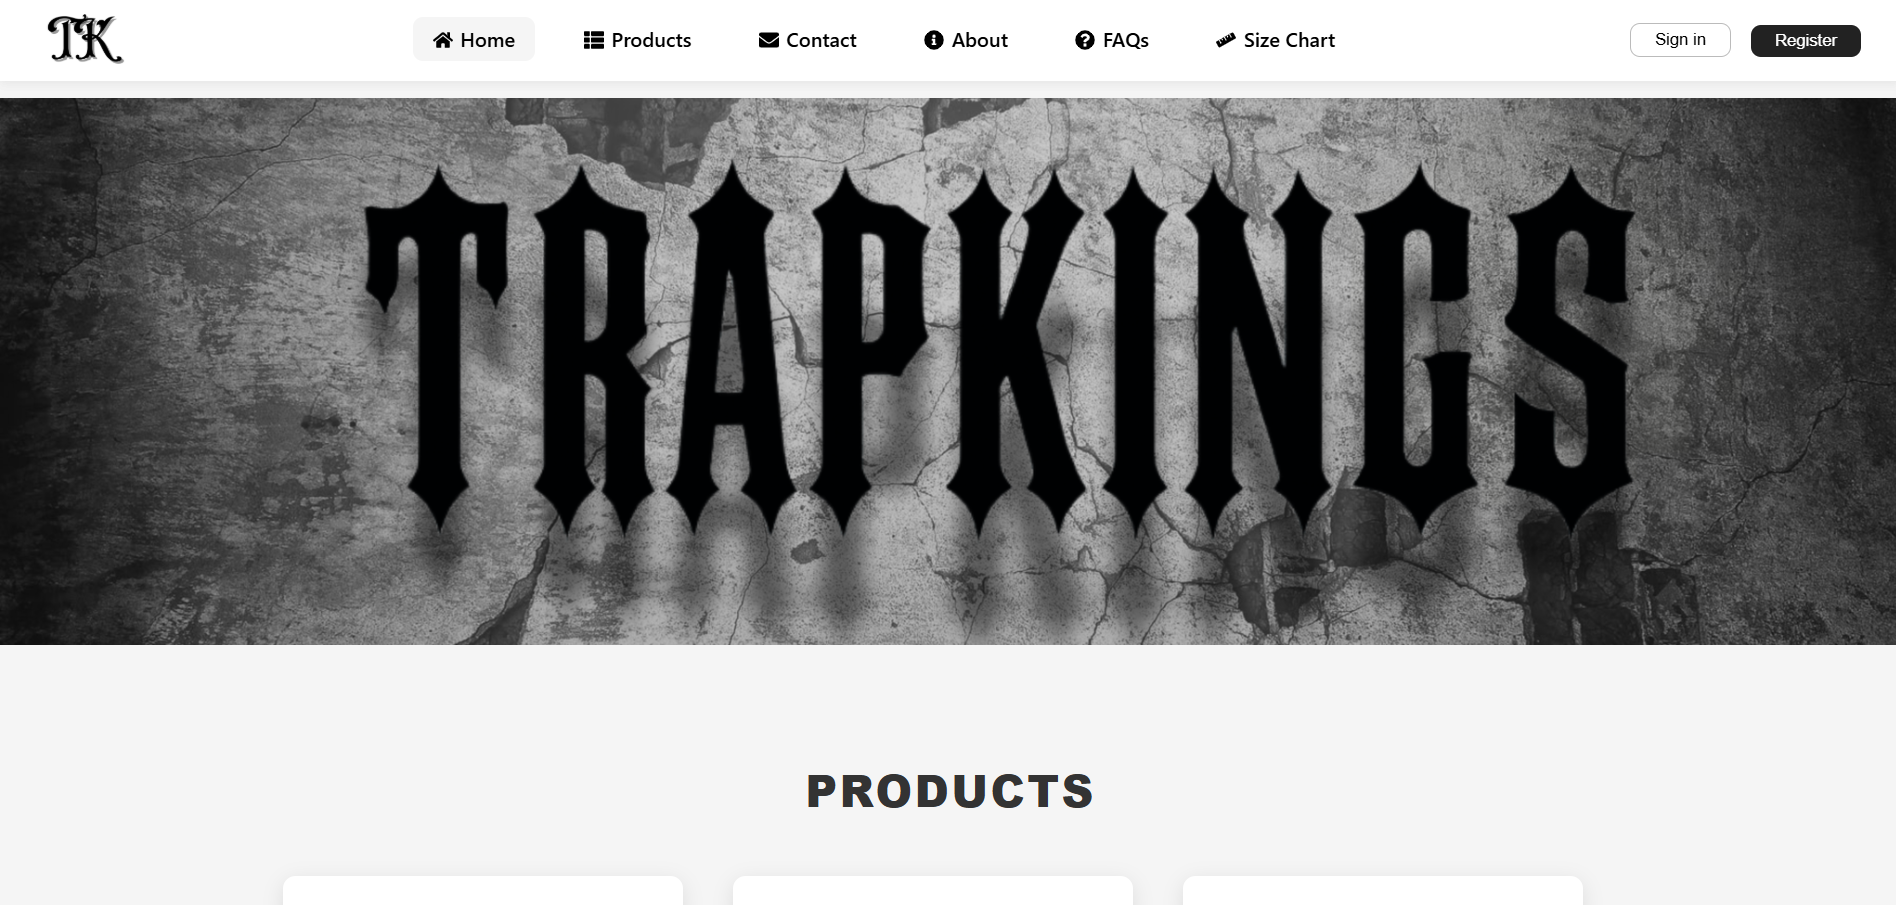 TK
Home
Products
Contact
About
FAQs
Size Chart
Sign in
Register
TRAPKINGS
PRODUCTS